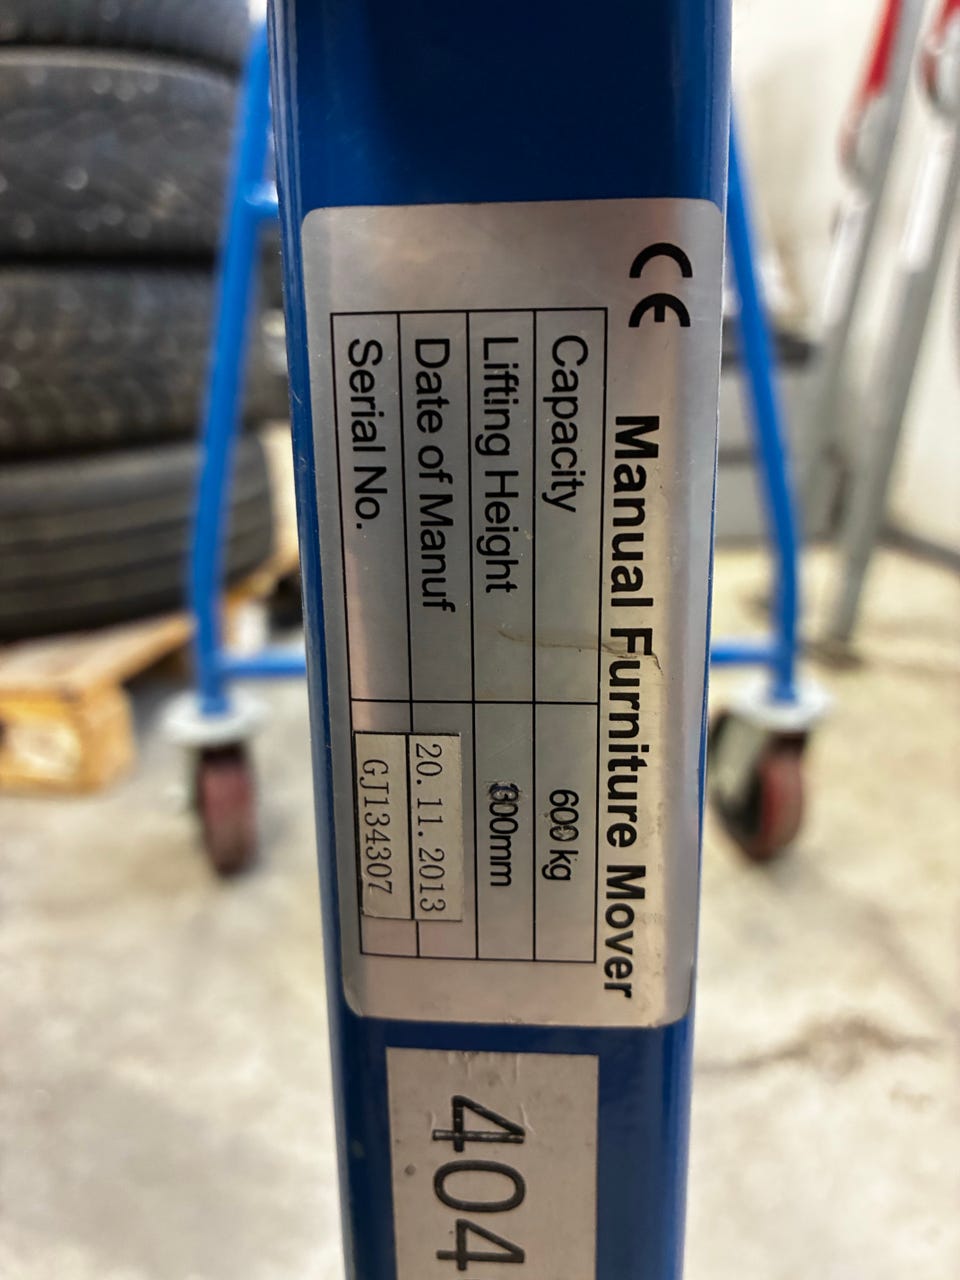 CE
Manual Furniture Mover
Capacity 600 kg
Lifting Height 300mm
Date of Manuf 20.11.2013
Serial No. GJ134307
404